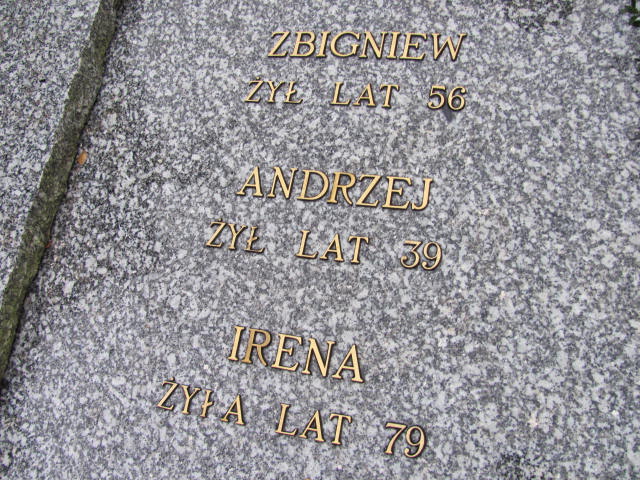 ZBIGNIEW
ŻYŁ LAT 56
ANDRZEJ
ŻYŁ LAT 39
IRENA
ŻYŁA LAT 79